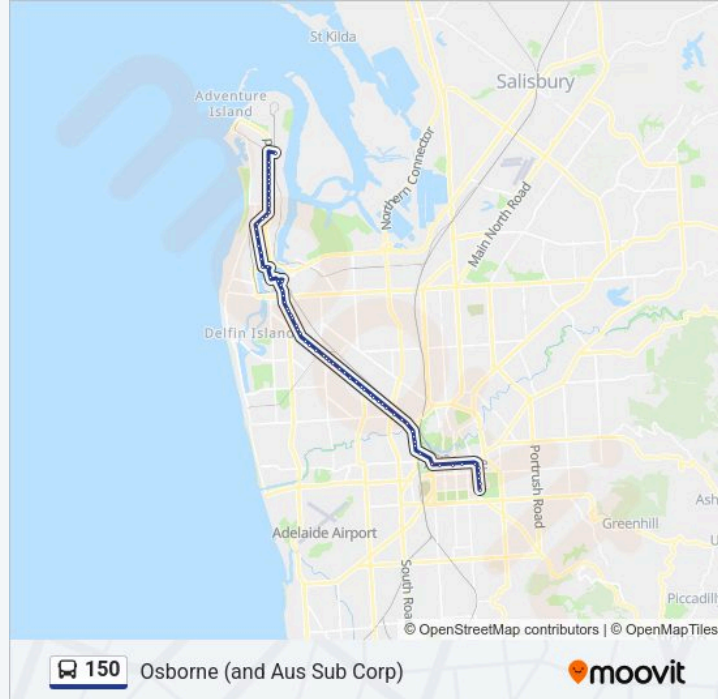 St Kilda
Salisbury
Adventure
Island
Northern Connector
Main North Road
Delfin Island
Portrush Road
Adelaide Airport
Greenhill
South Roa
Piccadilly
© OpenStreetMap contributors | © OpenMapTiles
150 Osborne (and Aus Sub Corp)
moovit